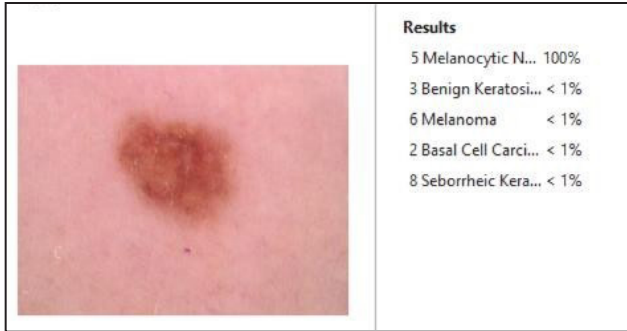 Results
5 Melanocytic N... 100%
3 Benign Keratosi... < 1%
6 Melanoma < 1%
2 Basal Cell Carci... < 1%
8 Seborrheic Kera... < 1%